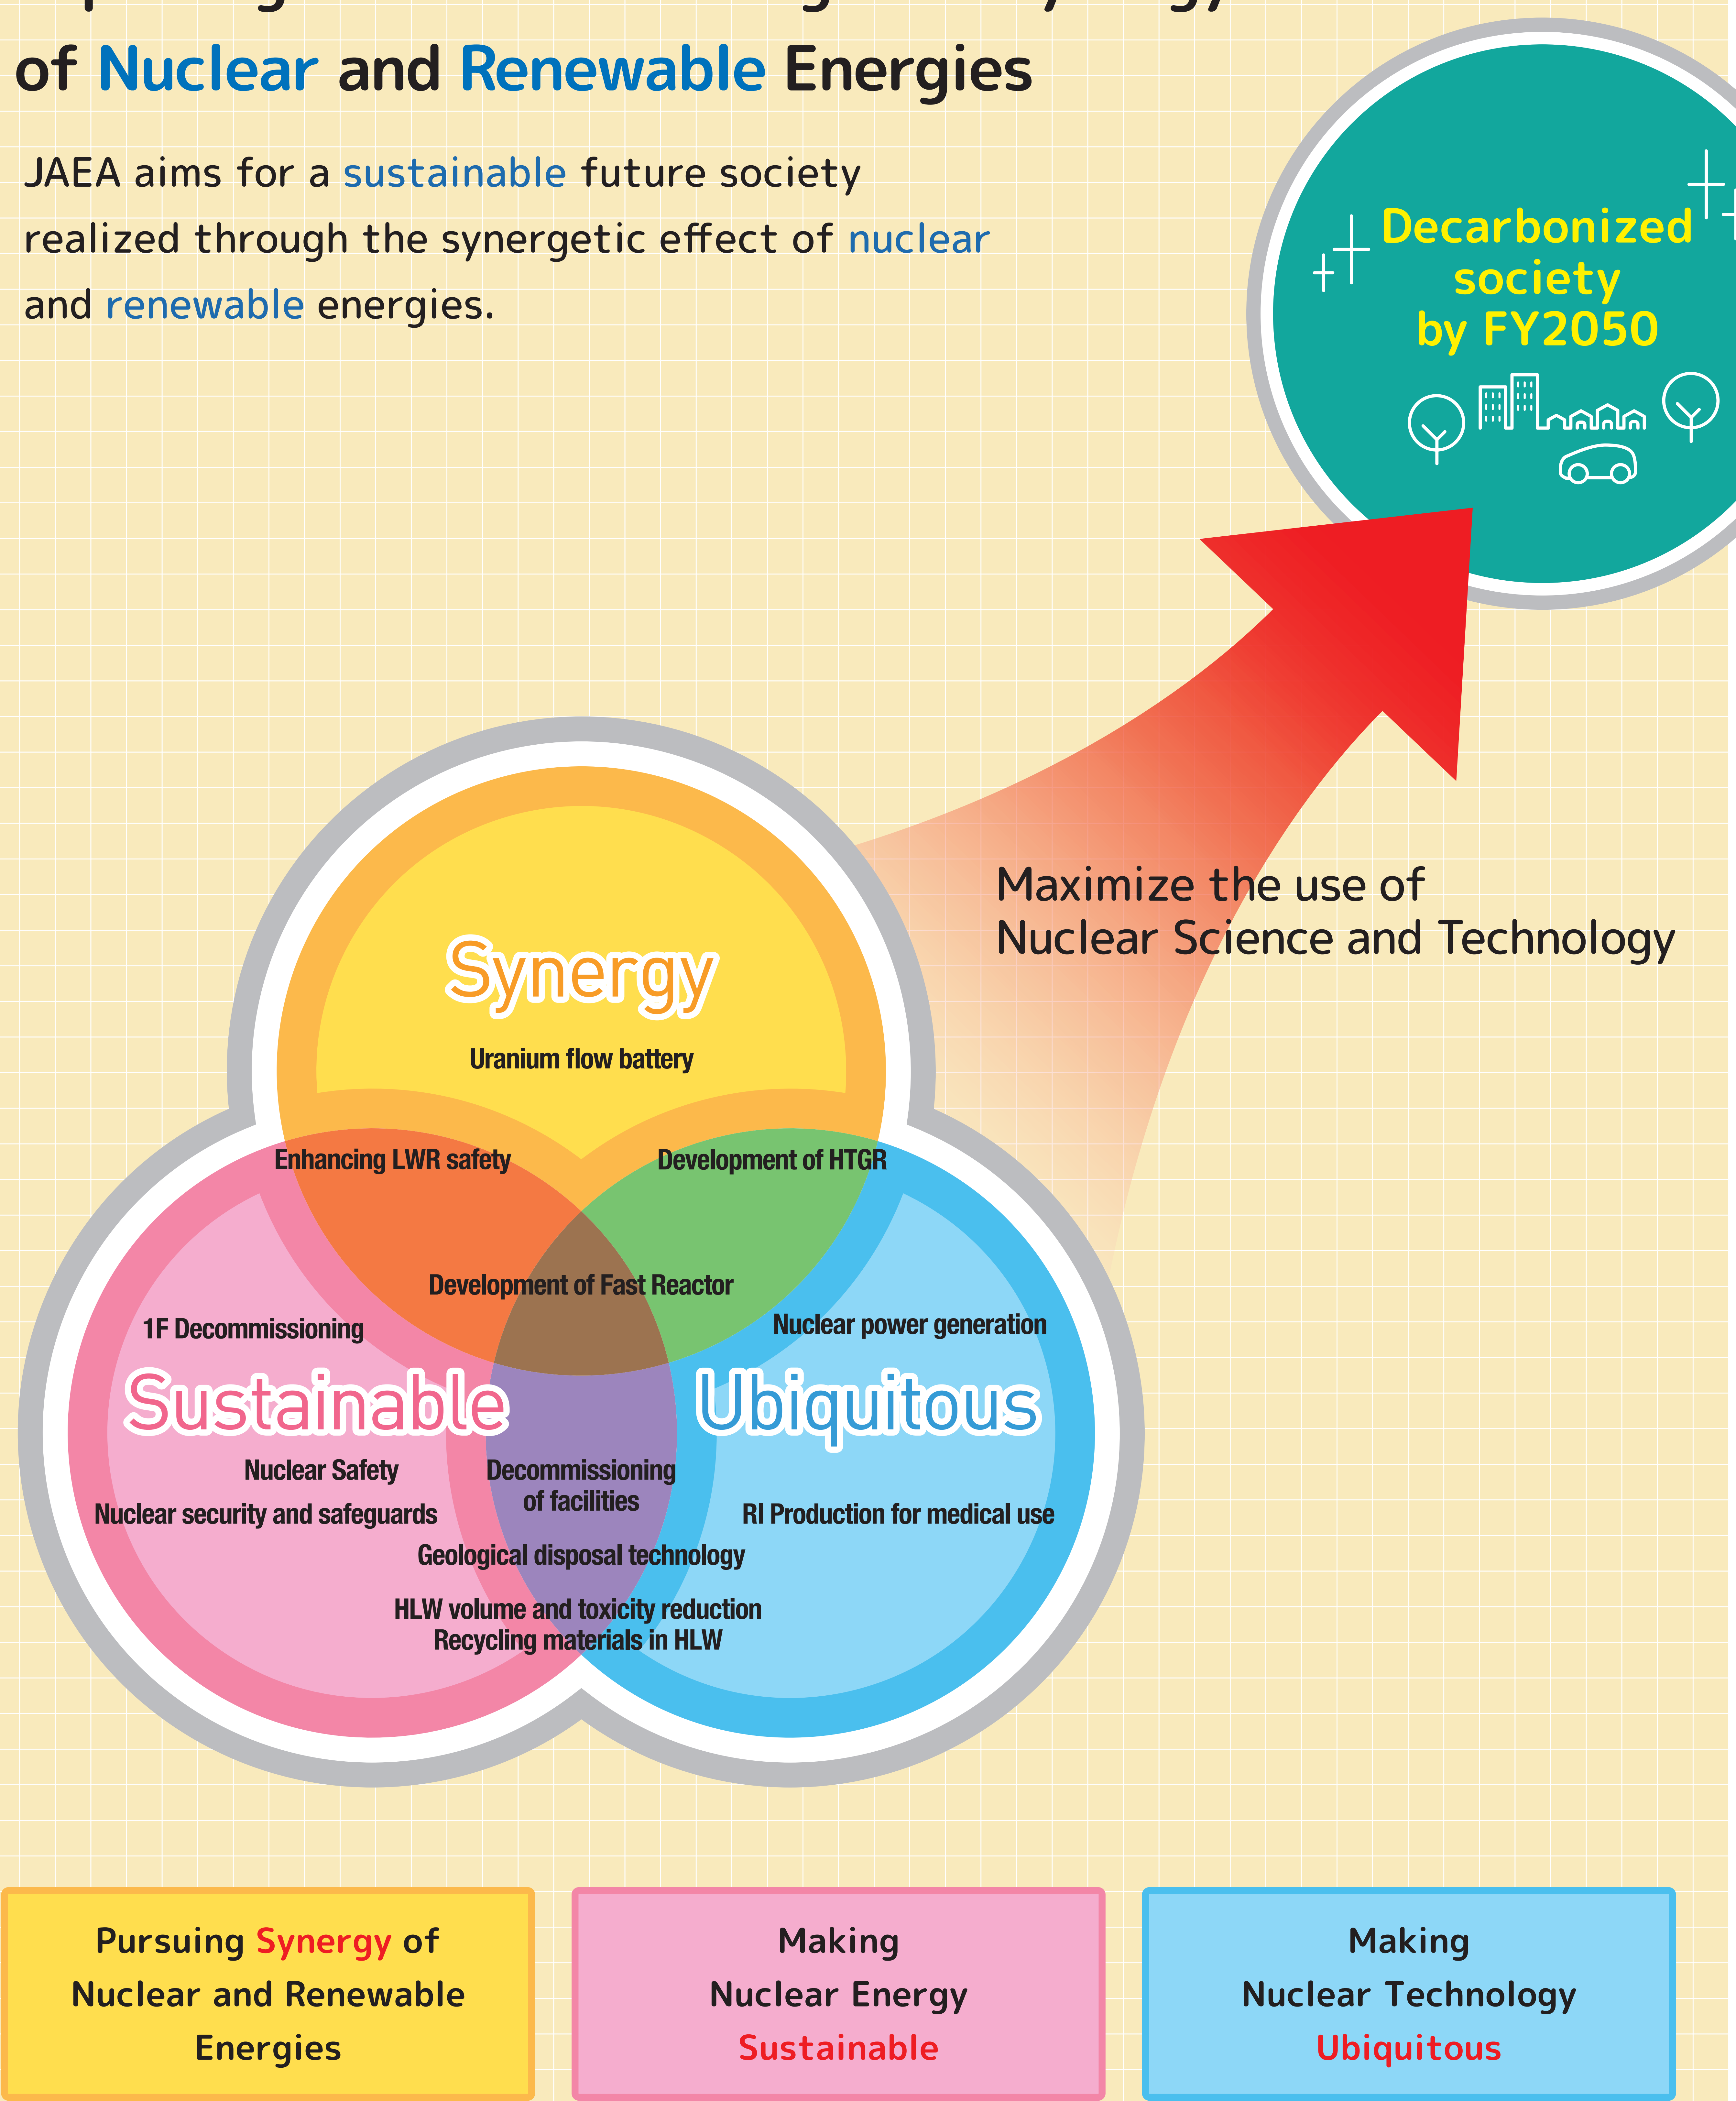 of Nuclear and Renewable Energies
JAEA aims for a sustainable future society
realized through the synergetic effect of nuclear
and renewable energies.
Decarbonized
society
by FY2050
Maximize the use of
Nuclear Science and Technology
Synergy
Uranium flow battery
Enhancing LWR safety
Development of HTGR
Development of Fast Reactor
1F Decommissioning
Nuclear power generation
Sustainable
Ubiquitous
Nuclear Safety
Decommissioning
of facilities
Nuclear security and safeguards
RI Production for medical use
Geological disposal technology
HLW volume and toxicity reduction
Recycling materials in HLW
Pursuing Synergy of
Nuclear and Renewable
Energies
Making
Nuclear Energy
Sustainable
Making
Nuclear Technology
Ubiquitous